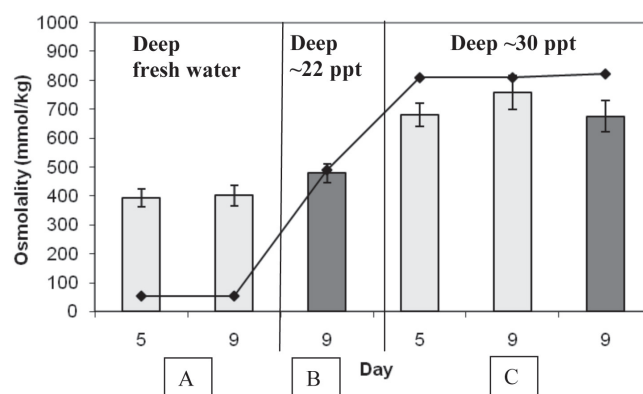 1000
900
800
700
600
500
400
300
200
100
0
Osmolality (mmol/kg)
Deep
fresh water
Deep
~22 ppt
Deep ~30 ppt
5 9 9 5 9 9
Day
A B C